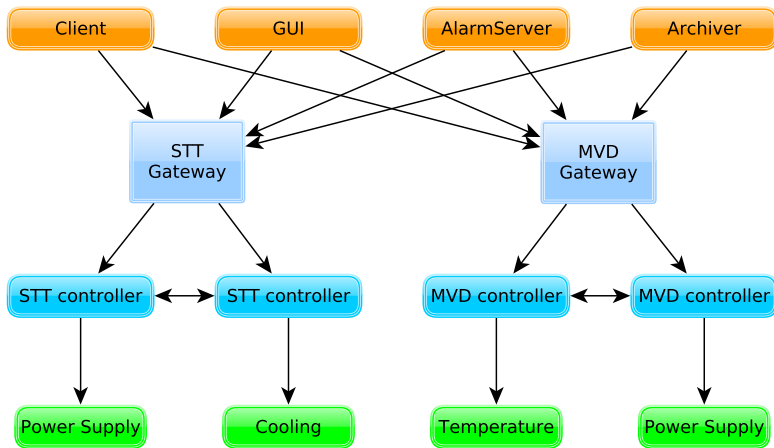 Client
GUI
AlarmServer
Archiver
STT
Gateway
MVD
Gateway
STT controller
STT controller
MVD controller
MVD controller
Power Supply
Cooling
Temperature
Power Supply